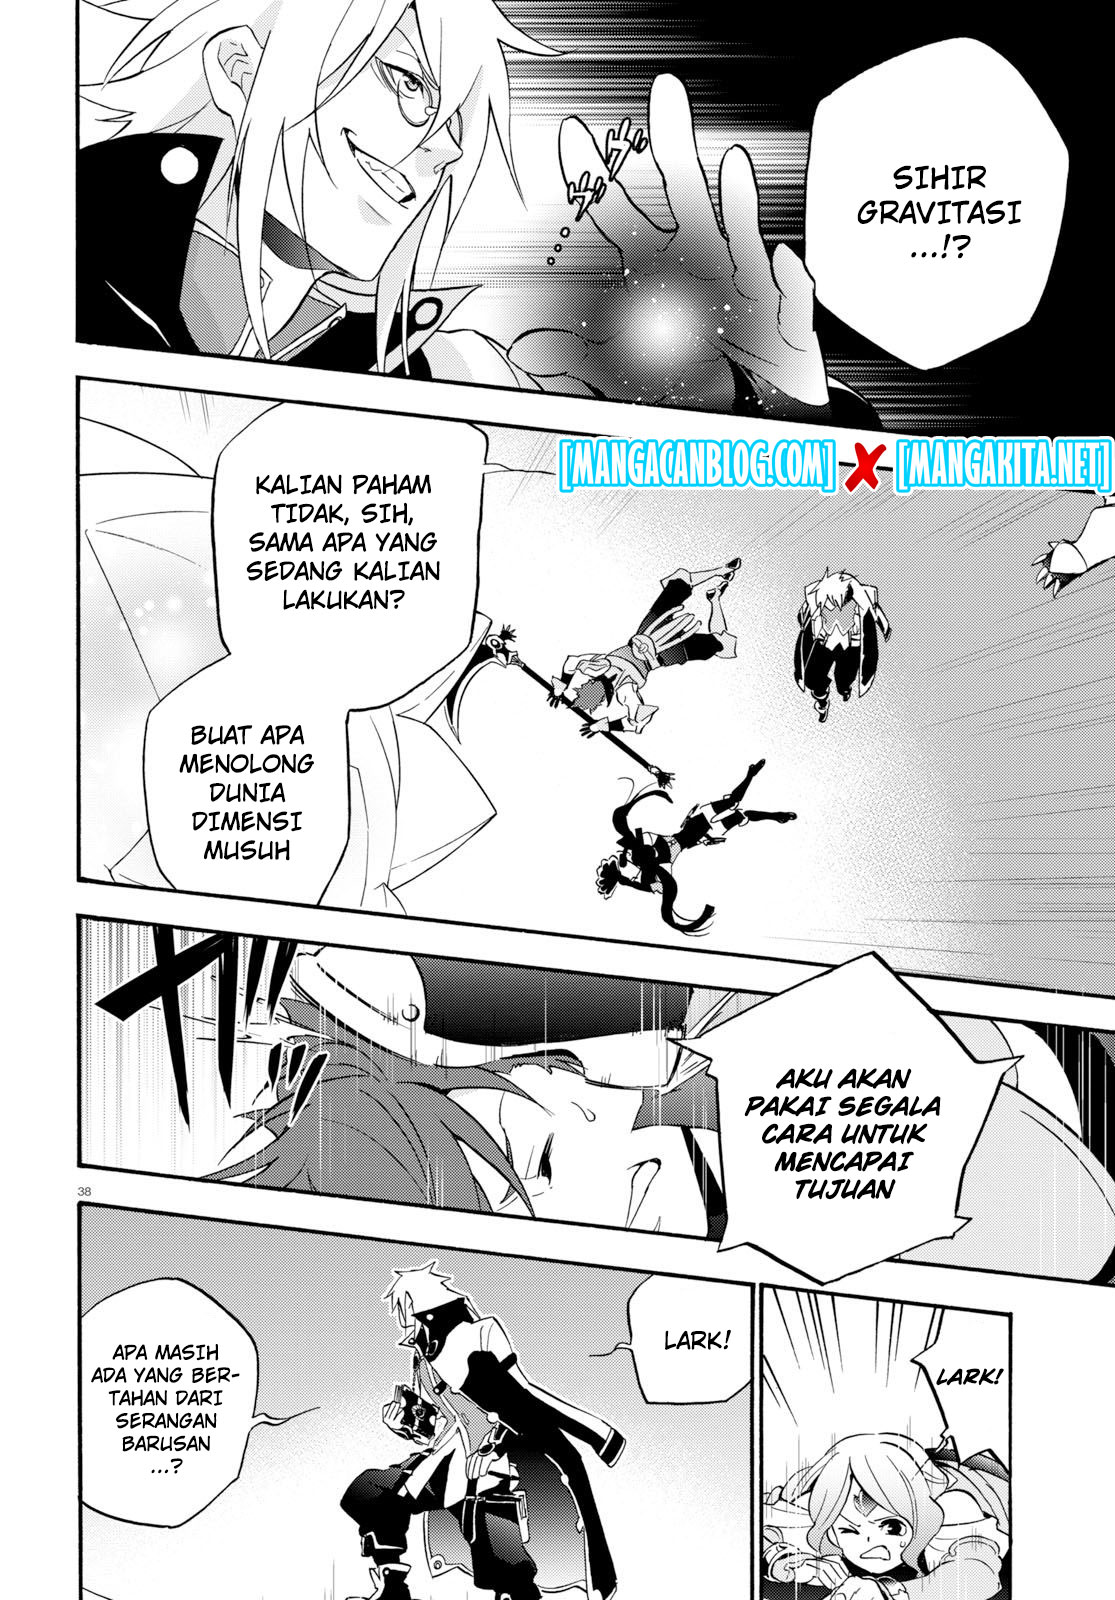 SIHIR
GRAVITASI
...!?
[MANGACANBLOG.COM] X [MANGAKITA.NET]
KALIAN PAHAM
TIDAK, SIH,
SAMA APA YANG
SEDANG KALIAN
LAKUKAN?
BUAT APA
MENOLONG
DUNIA
DIMENSI
MUSUH
AKU AKAN
PAKAI SEGALA
CARA UNTUK
MENCAPAI
TUJUAN
38
LARK!
LARK!
APA MASIH
ADA YANG BER-
TAHAN DARI
SERANGAN
BARUSAN
...?